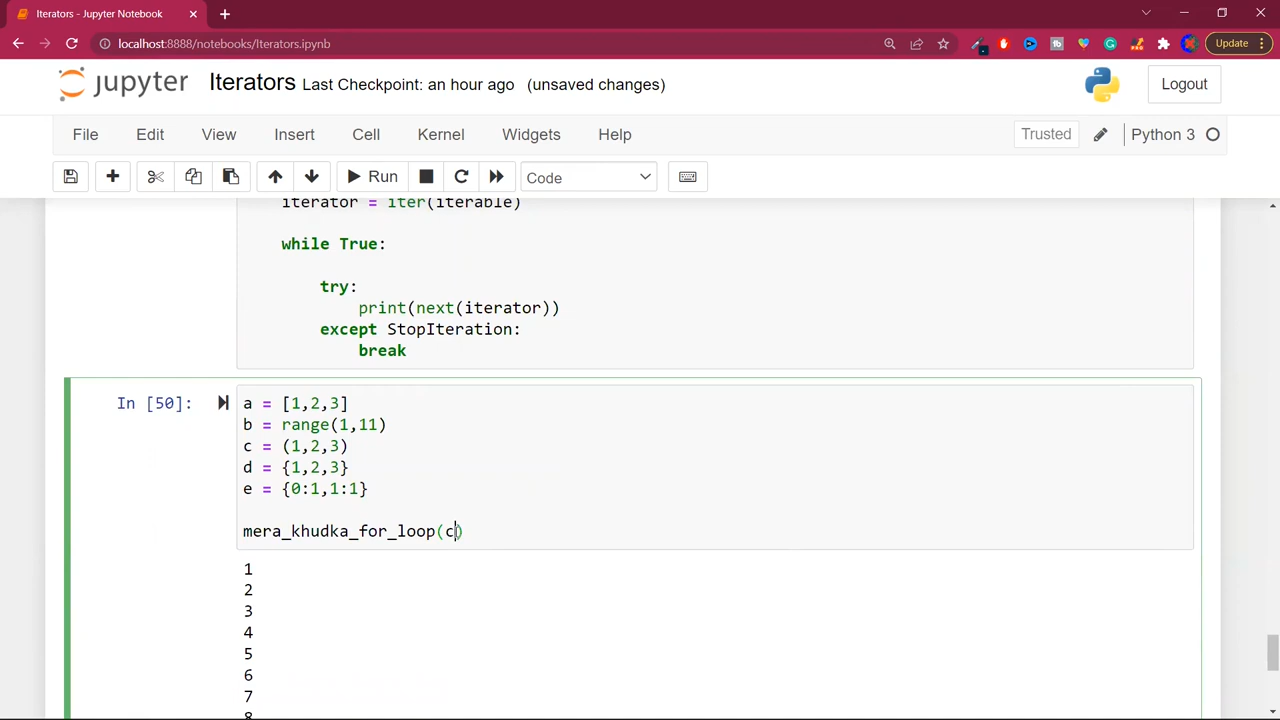 Iterators - Jupyter Notebook
localhost:8888/notebooks/Iterators.ipynb
Update
jupyter Iterators Last Checkpoint: an hour ago (unsaved changes)
Logout
File Edit View Insert Cell Kernel Widgets Help
Trusted
Python 3
Run
Code
iterator = iter(iterable)
while True:
try:
print(next(iterator))
except StopIteration:
break
In [50]:
a = [1,2,3]
b = range(1,11)
c = (1,2,3)
d = {1,2,3}
e = {0:1,1:1}
mera_khudka_for_loop(c)
1
2
3
4
5
6
7
8